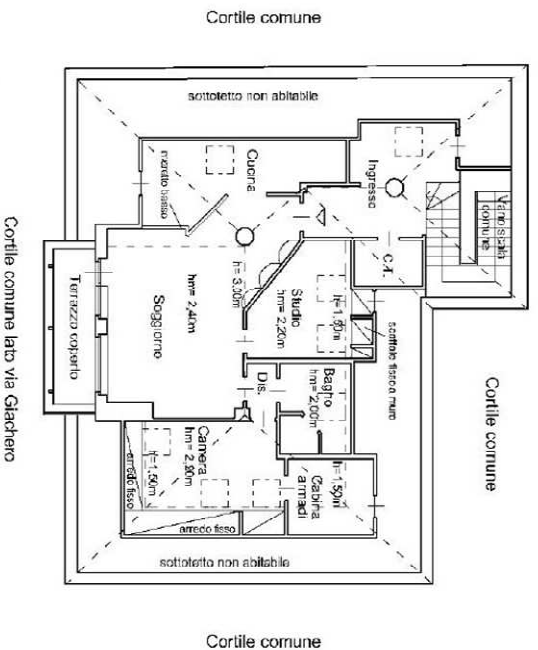 Cortile comune
sottotetto non abitabile
muretto basso
Cucina
Ingresso
Vano scala
comune
C.T.
h= 3,00m
Cortile comune lato via Giachero
Terrazzo coperto
Soggiorno
hm= 2,40m
Studio
hm= 2,20m
h=1,50m
scaffale fisso a muro
Cortile comune
Dis.
Bagno
hm= 2,00m
Camera
hm= 2,90m
h=1,50m
arredo fisso
Cabina
armadi
h=1,50m
arredo fisso
sottotetto non abitabile
Cortile comune